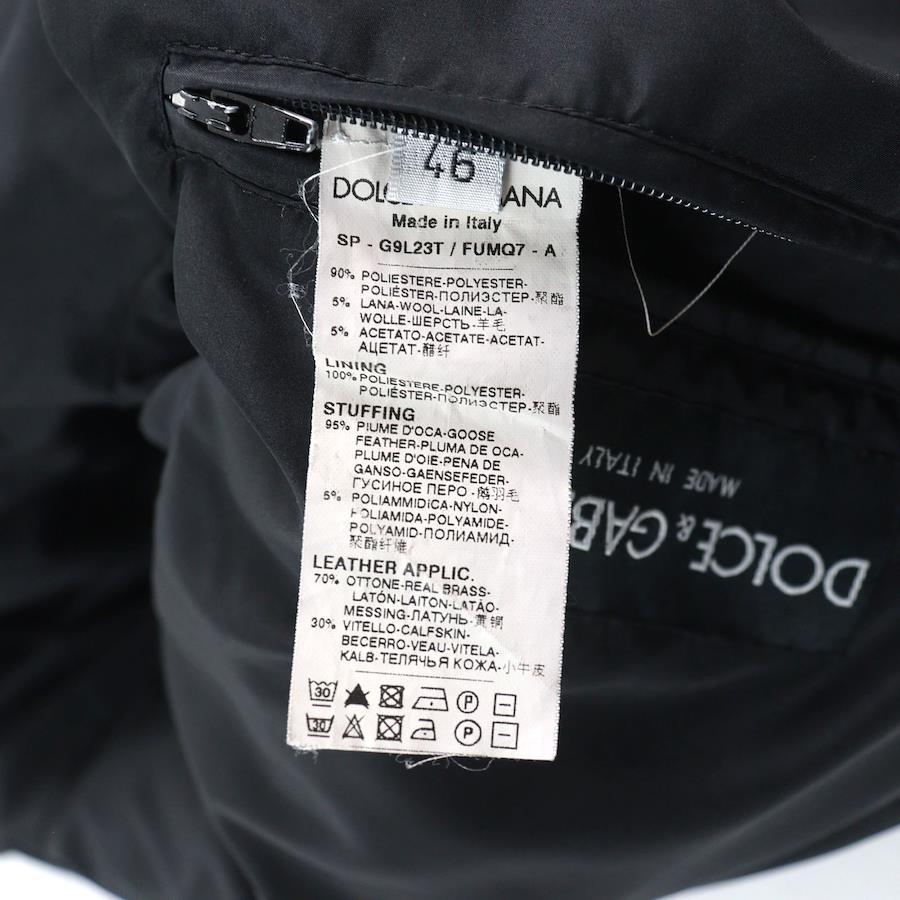 46
DOLCE ANA
Made in Italy
SP - G9L23T / FUMQ7 - A
90% POLIESTERE-POLYESTER-
POLIÉSTER-ПОЛИЭСТЕР-聚酯
5% LANA-WOOL-LAINE-LA-
WOLLE-ШЕРСТЬ-羊毛
5% ACETATO-ACETATE-ACETAT-
АЦЕТАТ-醋纤
LINING
100% POLIESTERE-POLYESTER-
POLIÉSTER-ПОЛИЭСТЕР-聚酯
STUFFING
95% PIUME D'OCA-GOOSE
FEATHER-PLUMA DE OCA-
PLUME D'OIE-PENA DE
GANSO-GAENSEFEDER-
ГУСИНОЕ ПЕРО-鹅羽毛
5% POLIAMMIDICA-NYLON-
POLIAMIDA-POLYAMIDE-
POLYAMID-ПОЛИАМИД-
聚酯纤维
LEATHER APPLIC.
70% OTTONE-REAL BRASS-
LATÓN-LAITON-LATÃO-
MESSING-ЛАТУНЬ-黄铜
30% VITELLO-CALFSKIN-
BECERRO-VEAU-VITELA-
KALB-ТЕЛЯЧЬЯ КОЖА-小牛皮
30 P
30 P
DOLCE & GAB
MADE IN ITALY